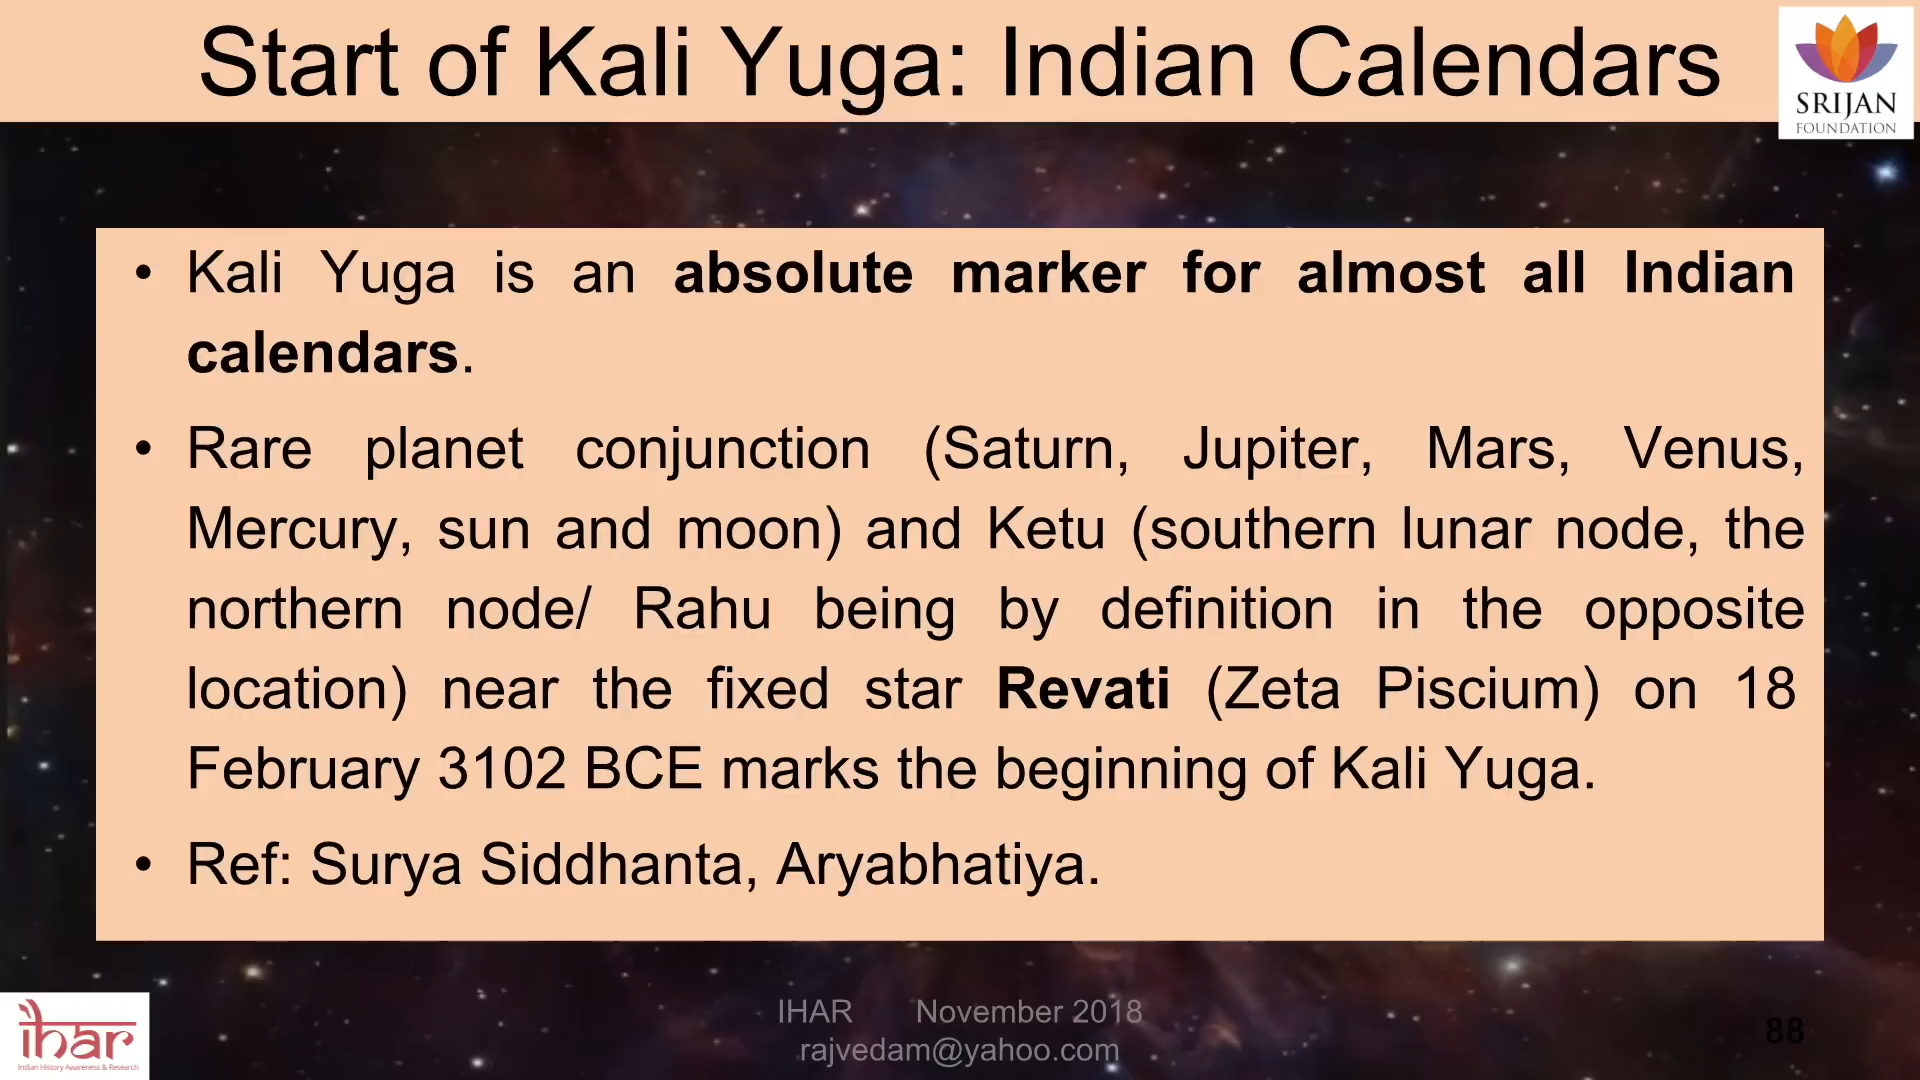 Start of Kali Yuga: Indian Calendars
SRIJAN
FOUNDATION
• Kali Yuga is an absolute marker for almost all Indian
calendars.
• Rare planet conjunction (Saturn, Jupiter, Mars, Venus,
Mercury, sun and moon) and Ketu (southern lunar node, the
northern node/ Rahu being by definition in the opposite
location) near the fixed star Revati (Zeta Piscium) on 18
February 3102 BCE marks the beginning of Kali Yuga.
• Ref: Surya Siddhanta, Aryabhatiya.
ihar
Indian History Awareness & Research
IHAR November 2018
rajvedam@yahoo.com
88